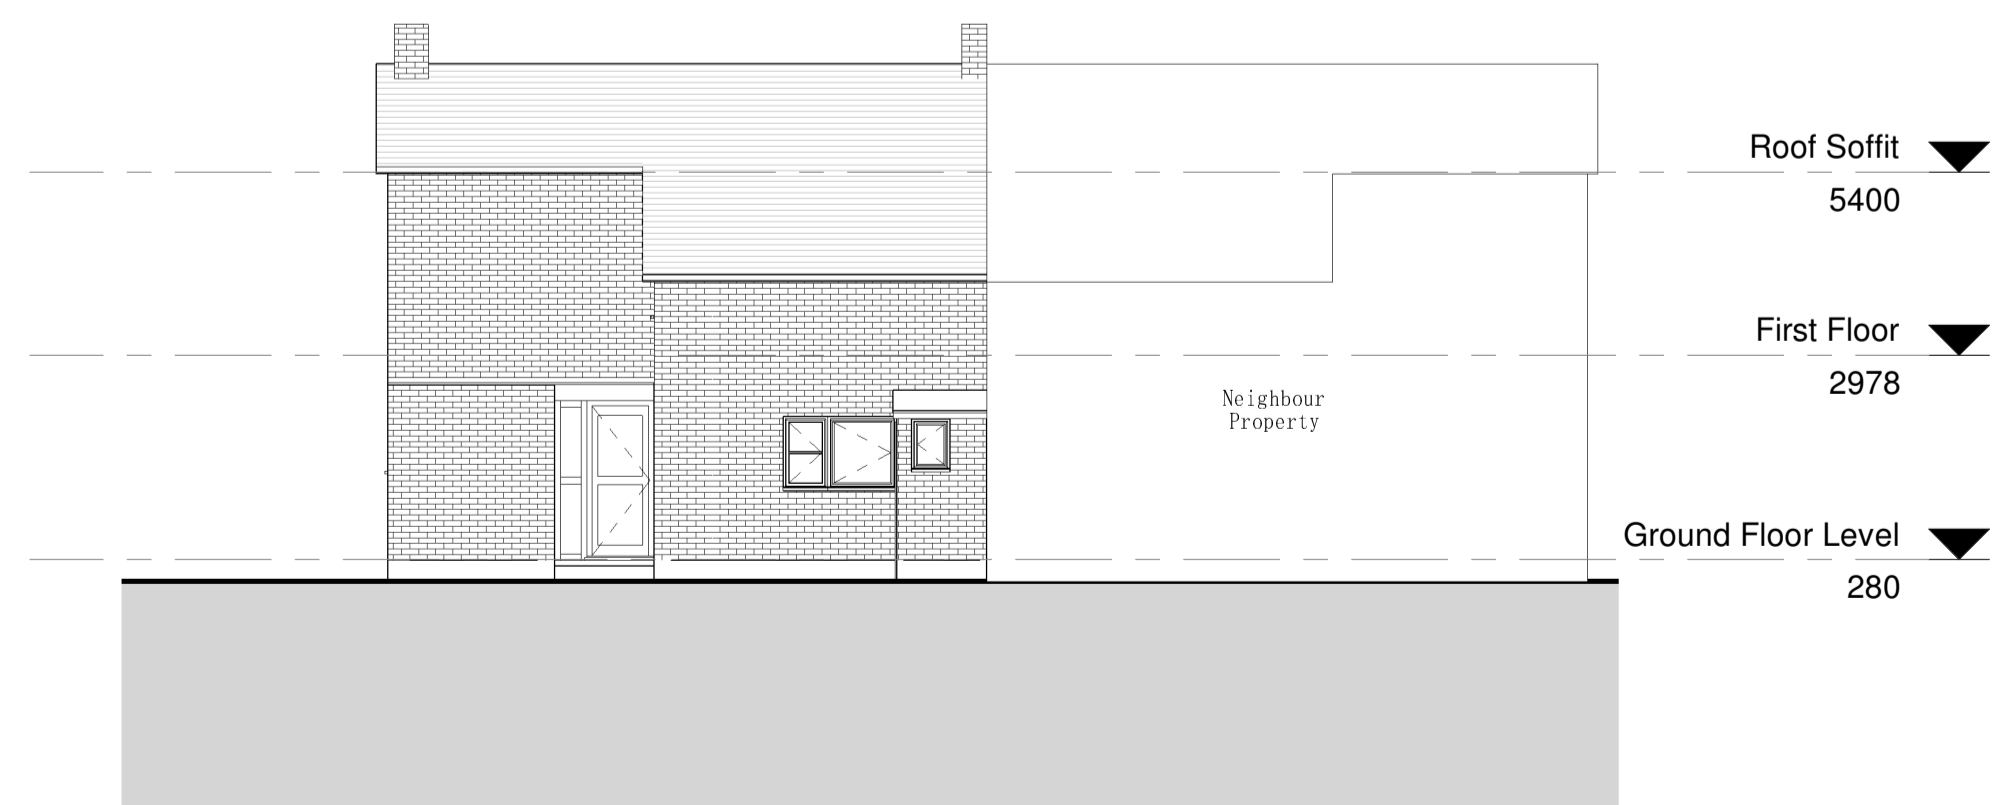 Roof Soffit
5400
First Floor
2978
Neighbour
Property
Ground Floor Level
280